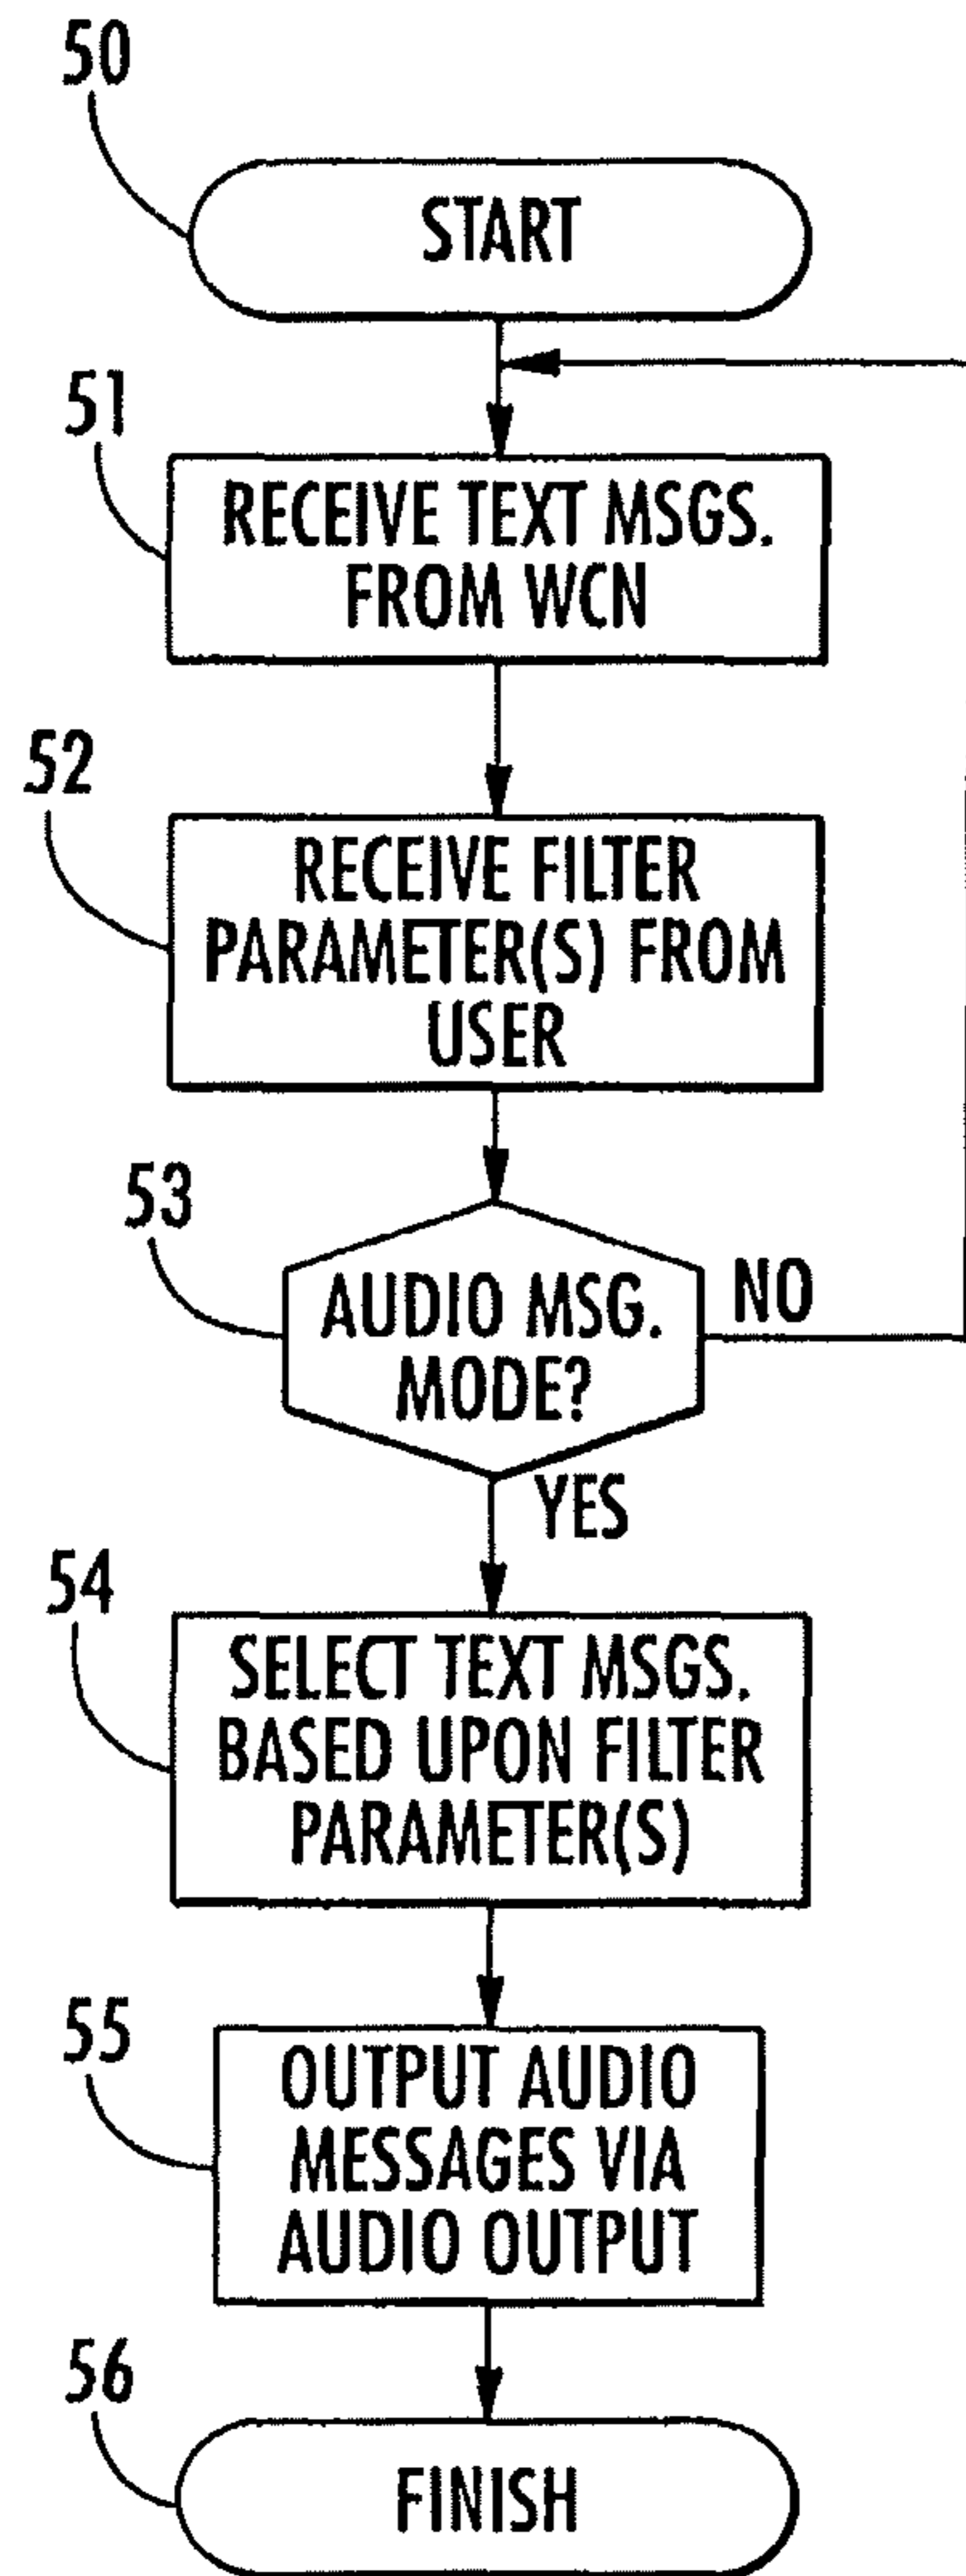 50
START
51
RECEIVE TEXT MSGS.
FROM WCN
52
RECEIVE FILTER
PARAMETER(S) FROM
USER
53
AUDIO MSG.
MODE?
NO
YES
54
SELECT TEXT MSGS.
BASED UPON FILTER
PARAMETER(S)
55
OUTPUT AUDIO
MESSAGES VIA
AUDIO OUTPUT
56
FINISH